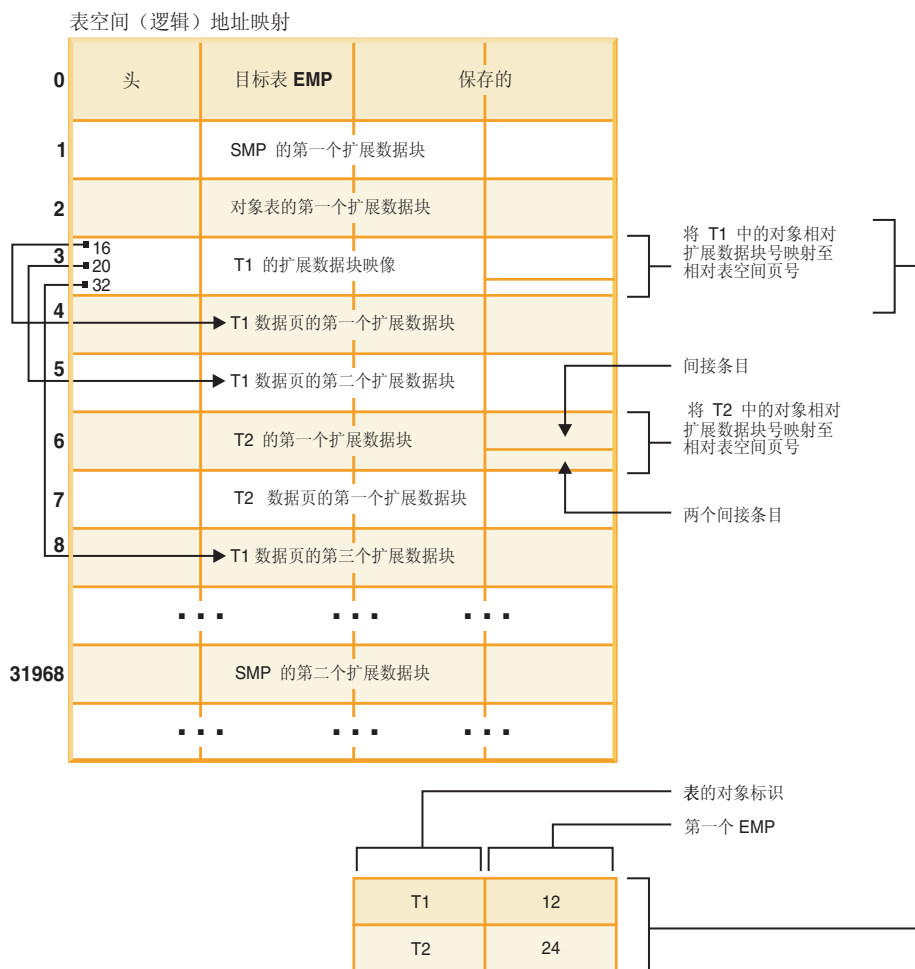 表空间（逻辑）地址映射
0
头
目标表 EMP
保存的
1
SMP 的第一个扩展数据块
2
对象表的第一个扩展数据块
3
16
20
32
T1 的扩展数据块映像
将 T1 中的对象相对
扩展数据块号映射至
相对表空间页号
4
T1 数据页的第一个扩展数据块
5
T1 数据页的第二个扩展数据块
间接条目
6
T2 的第一个扩展数据块
将 T2 中的对象相对
扩展数据块号映射至
相对表空间页号
7
T2 数据页的第一个扩展数据块
两个间接条目
8
T1 数据页的第三个扩展数据块
▪ ▪ ▪ ▪ ▪ ▪ ▪ ▪ ▪
31968
SMP 的第二个扩展数据块
▪ ▪ ▪ ▪ ▪ ▪ ▪ ▪ ▪
表的对象标识
第一个 EMP
T1 12
T2 24